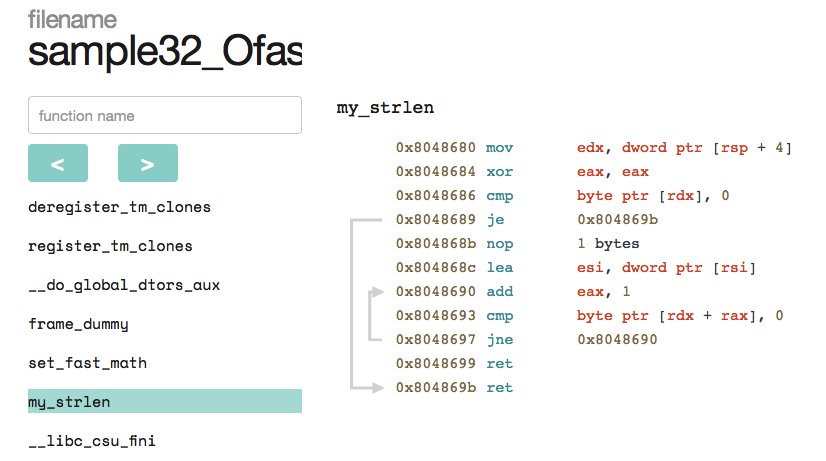 filename
sample32_Ofas
function name
< >
deregister_tm_clones
register_tm_clones
__do_global_dtors_aux
frame_dummy
set_fast_math
my_strlen
__libc_csu_fini
my_strlen
0x8048680 mov edx, dword ptr [rsp + 4]
0x8048684 xor eax, eax
0x8048686 cmp byte ptr [rdx], 0
0x8048689 je 0x804869b
0x804868b nop 1 bytes
0x804868c lea esi, dword ptr [rsi]
0x8048690 add eax, 1
0x8048693 cmp byte ptr [rdx + rax], 0
0x8048697 jne 0x8048690
0x8048699 ret
0x804869b ret